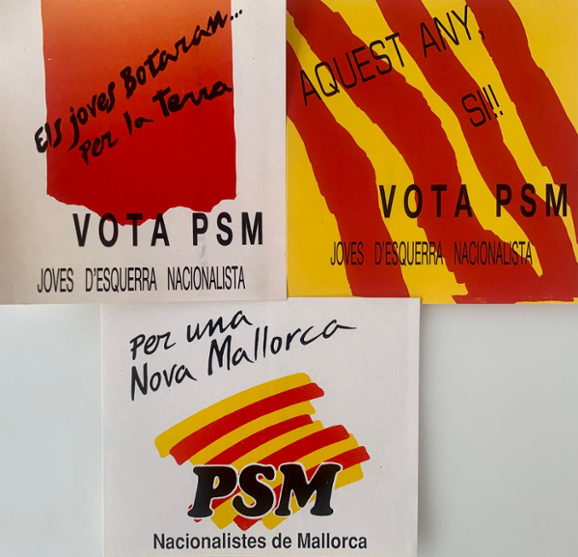 Els joves Botaran...
Per la Terra
VOTA PSM
JOVES D'ESQUERRA NACIONALISTA
AQUEST ANY,
SI!!
VOTA PSM
JOVES D'ESQUERRA NACIONALISTA
Per una
Nova Mallorca
PSM
Nacionalistes de Mallorca